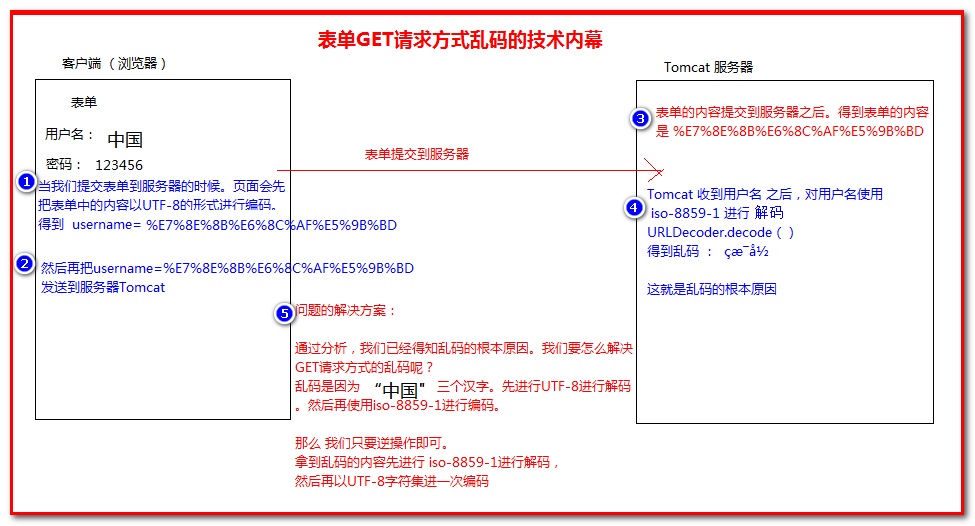 表单GET请求方式乱码的技术内幕
客户端 （浏览器）
表单
用户名： 中国
密码： 123456
1
当我们提交表单到服务器的时候。页面会先
把表单中的内容以UTF-8的形式进行编码。
得到 username= %E7%8E%8B%E6%8C%AF%E5%9B%BD
2
然后再把username=%E7%8E%8B%E6%8C%AF%E5%9B%BD
发送到服务器Tomcat
表单提交到服务器
Tomcat 服务器
3
表单的内容提交到服务器之后。得到表单的内容
是 %E7%8E%8B%E6%8C%AF%E5%9B%BD
4
Tomcat 收到用户名 之后，对用户名使用
iso-8859-1 进行 解码
URLDecoder.decode（ ）
得到乱码 ： çæ¯å½
这就是乱码的根本原因
5
问题的解决方案：
通过分析，我们已经得知乱码的根本原因。我们要怎么解决
GET请求方式的乱码呢？
乱码是因为 “中国" 三个汉字。先进行UTF-8进行解码
。然后再使用iso-8859-1进行编码。
那么 我们只要逆操作即可。
拿到乱码的内容先进行 iso-8859-1进行解码，
然后再以UTF-8字符集进一次编码